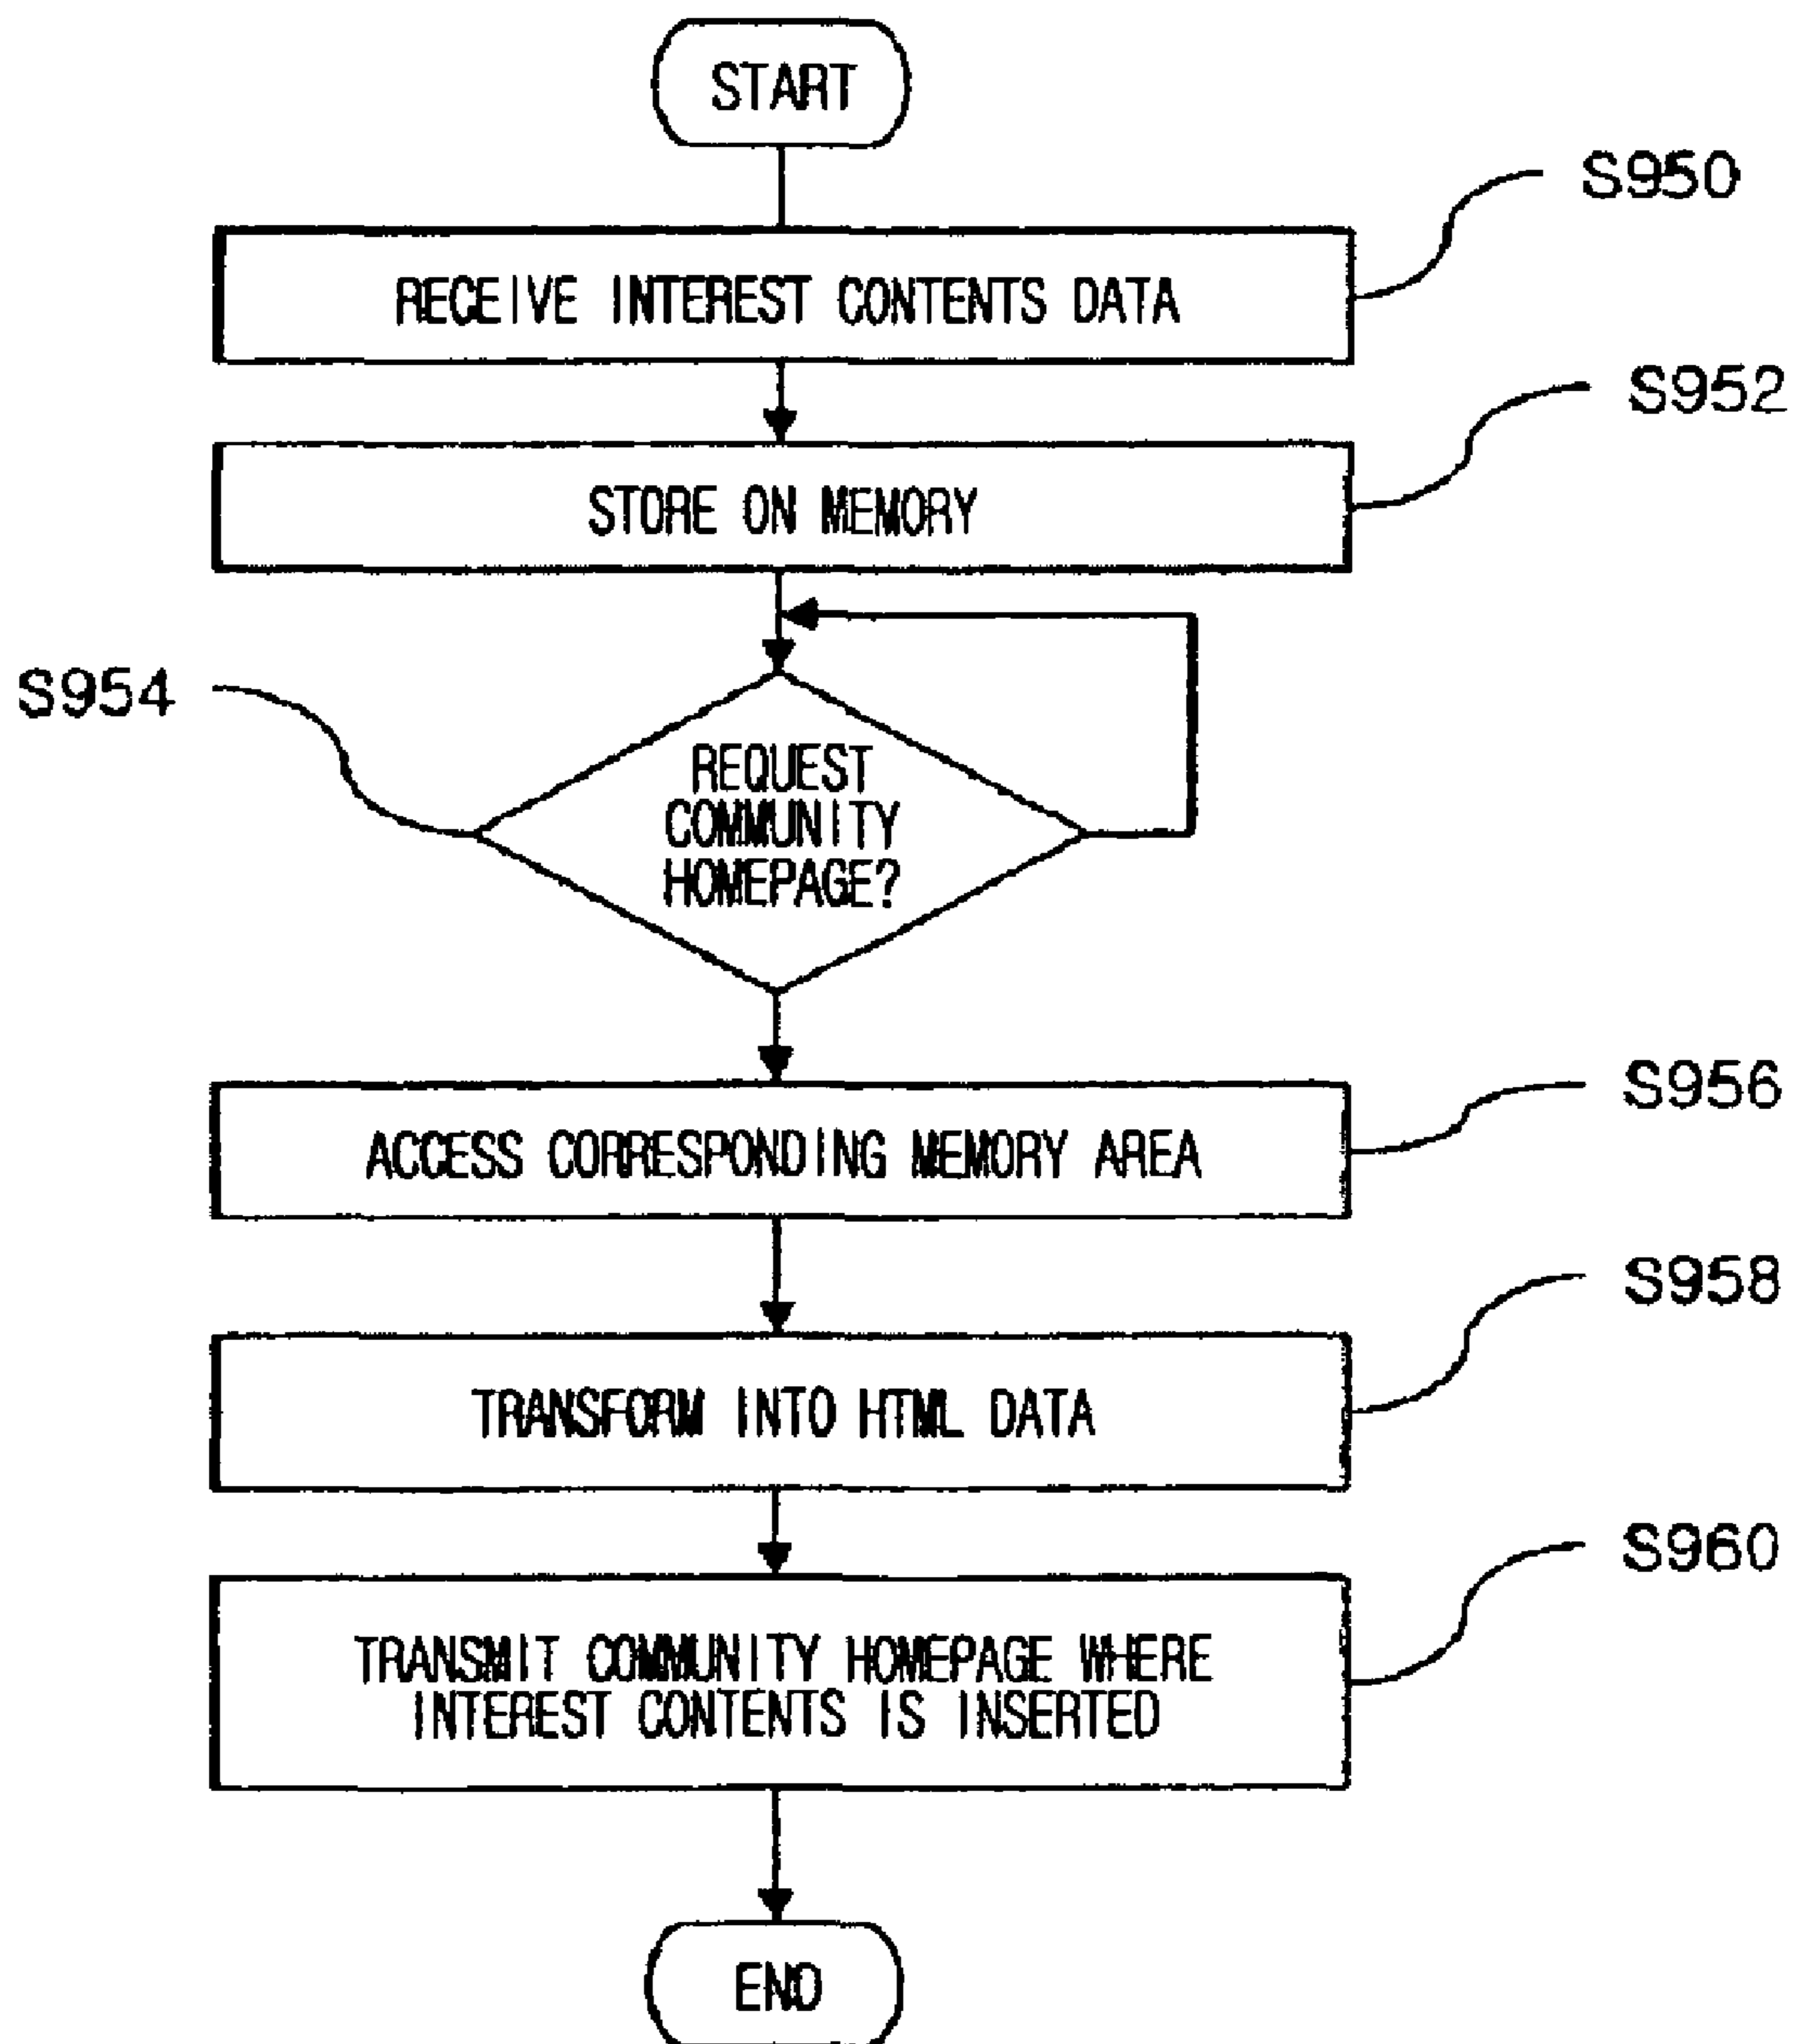 START
S950
RECEIVE INTEREST CONTENTS DATA
S952
STORE ON MEMORY
S954
REQUEST
COMMUNITY
HOMEPAGE?
S956
ACCESS CORRESPONDING MEMORY AREA
S958
TRANSFORM INTO HTML DATA
S960
TRANSMIT COMMUNITY HOMEPAGE WHERE
INTEREST CONTENTS IS INSERTED
END